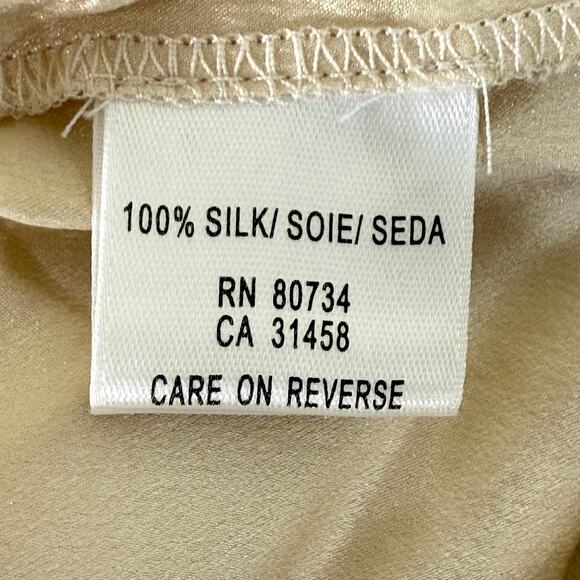 100% SILK/ SOIE/ SEDA
RN 80734
CA 31458
CARE ON REVERSE